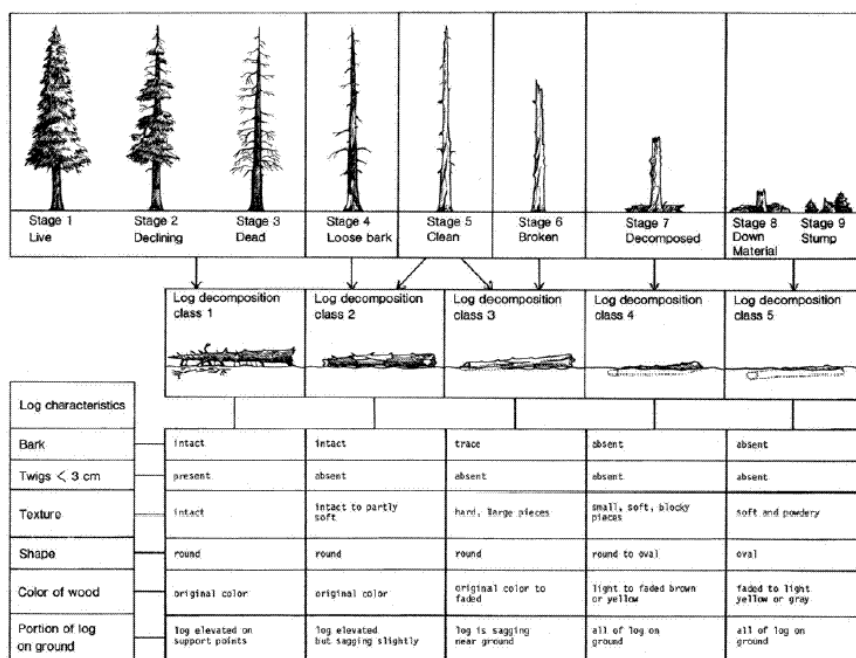 Stage 1
Live
Stage 2
Declining
Stage 3
Dead
Stage 4
Loose bark
Stage 5
Clean
Stage 6
Broken
Stage 7
Decomposed
Stage 8
Down
Material
Stage 9
Stump
Log decomposition
class 1
Log decomposition
class 2
Log decomposition
class 3
Log decomposition
class 4
Log decomposition
class 5
Log characteristics
Bark
intact
intact
trace
absent
absent
Twigs < 3 cm
present
absent
absent
absent
absent
Texture
intact
intact to partly
soft
hard, large pieces
small, soft, blocky
pieces
soft and powdery
Shape
round
round
round
round to oval
oval
Color of wood
original color
original color
original color to
faded
light to faded brown
or yellow
faded to light
yellow or gray
Portion of log
on ground
log elevated on
support points
log elevated
but sagging slightly
log is sagging
near ground
all of log on
ground
all of log on
ground